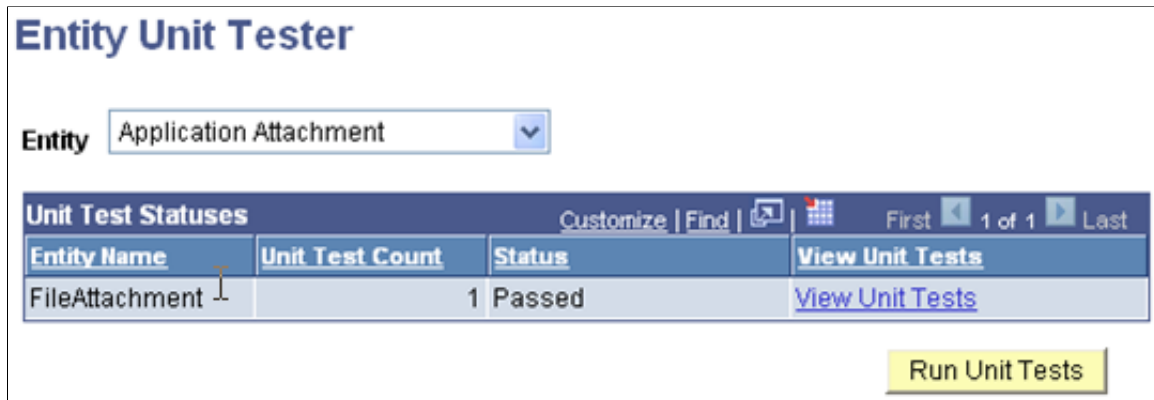 Entity Unit Tester
Entity Application Attachment
Unit Test Statuses Customize | Find | | First 1 of 1 Last
Entity Name Unit Test Count Status View Unit Tests
FileAttachment 1 Passed View Unit Tests
Run Unit Tests